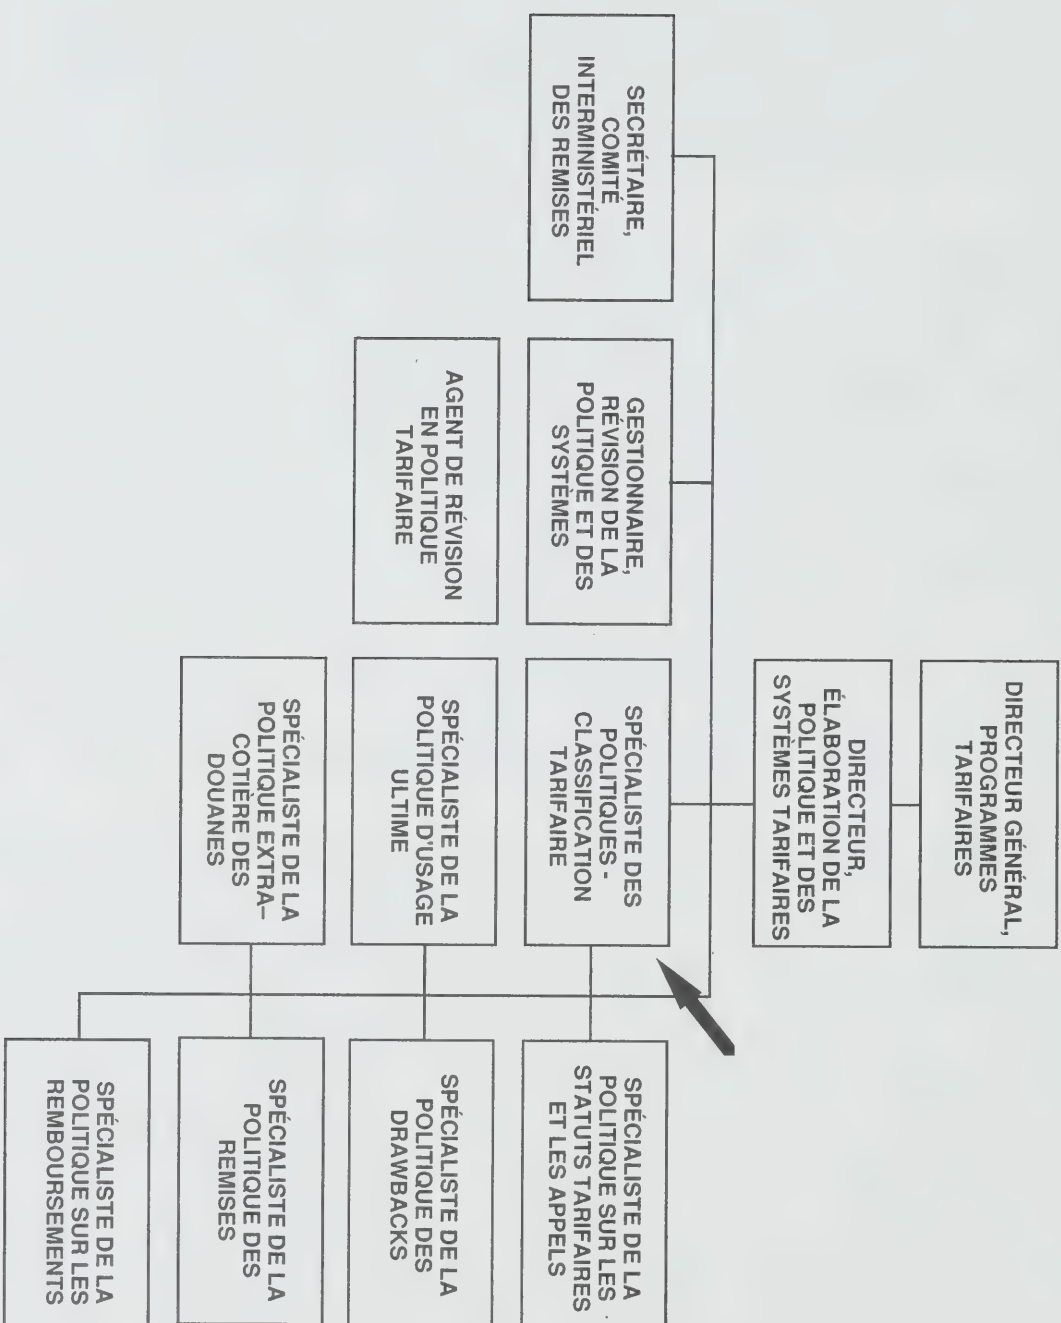 DIRECTEUR GÉNÉRAL,
PROGRAMMES
TARIFAIRES
DIRECTEUR,
ÉLABORATION DE LA
POLITIQUE ET DES
SYSTÈMES TARIFAIRES
SECRÉTAIRE,
COMITÉ
INTERMINISTÉRIEL
DES REMISES
GESTIONNAIRE,
RÉVISION DE LA
POLITIQUE ET DES
SYSTÈMES
SPÉCIALISTE DES
POLITIQUES -
CLASSIFICATION
TARIFAIRE
SPÉCIALISTE DE LA
POLITIQUE SUR LES
STATUTS TARIFAIRES
ET LES APPELS
AGENT DE RÉVISION
EN POLITIQUE
TARIFAIRE
SPÉCIALISTE DE LA
POLITIQUE D'USAGE
ULTIME
SPÉCIALISTE DE LA
POLITIQUE DES
DRAWBACKS
SPÉCIALISTE DE LA
POLITIQUE EXTRA–
COTIÈRE DES
DOUANES
SPÉCIALISTE DE LA
POLITIQUE DES
REMISES
SPÉCIALISTE DE LA
POLITIQUE SUR LES
REMBOURSEMENTS